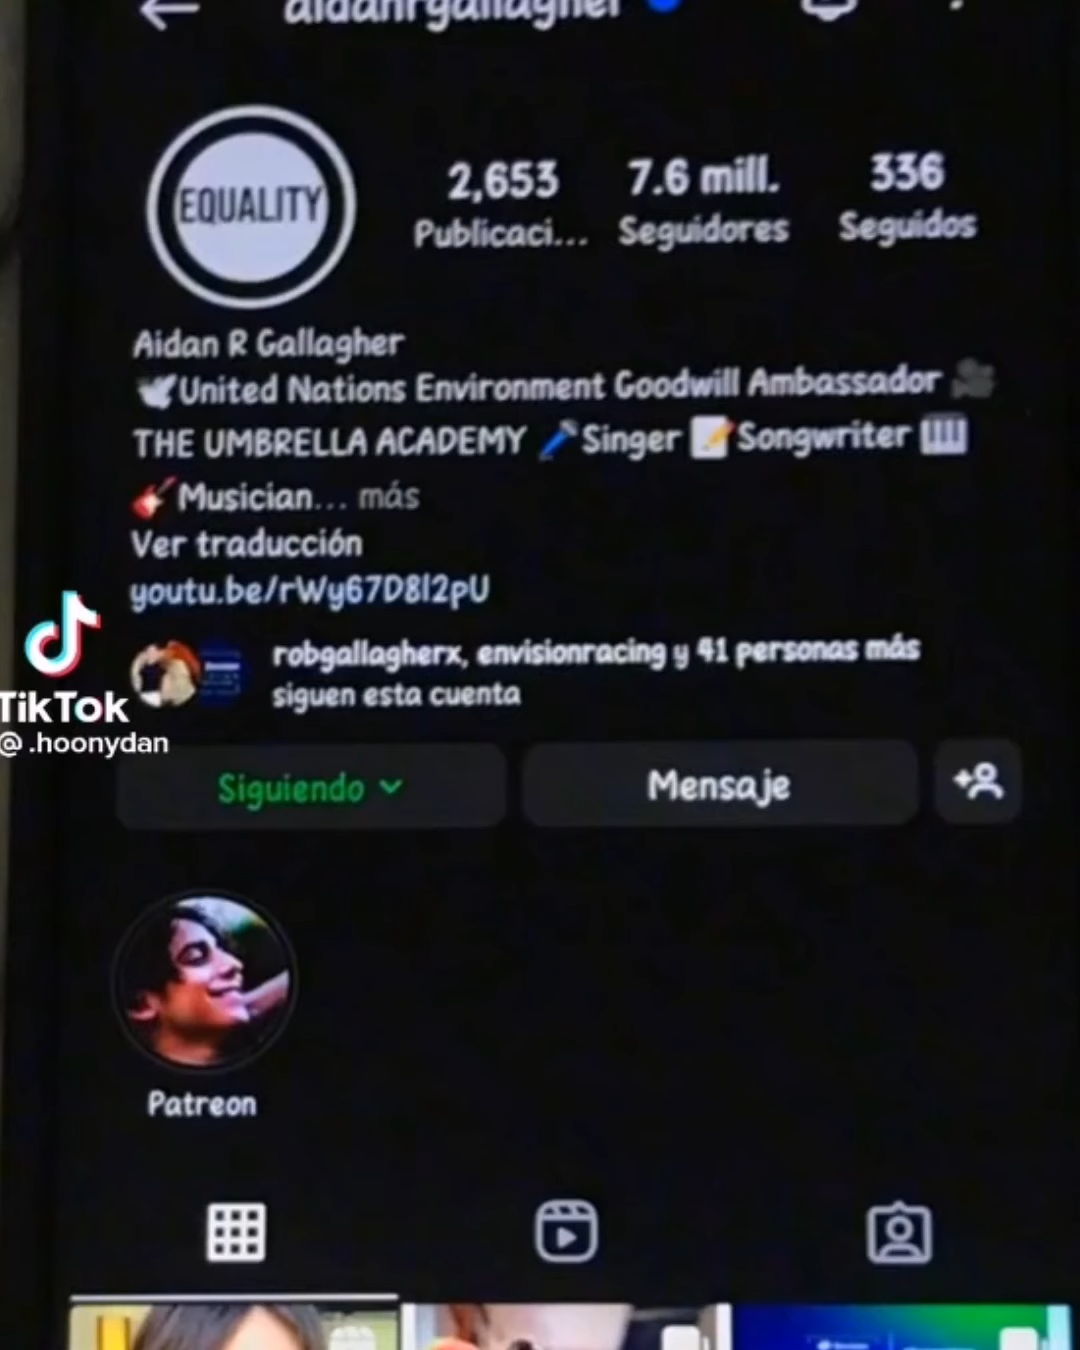 aidanrgallagher
EQUALITY
2,653 7.6 mill. 336
Publicaci... Seguidores Seguidos
Aidan R Gallagher
🕊️United Nations Environment Goodwill Ambassador 🎥
THE UMBRELLA ACADEMY 🎤Singer 📝Songwriter 🎹
🎸Musician... más
Ver traducción
youtu.be/rWy67D8l2pU
robgallagherx, envisionracing y 41 personas más
siguen esta cuenta
TikTok
@.hoonydan
Siguiendo Mensaje
Patreon